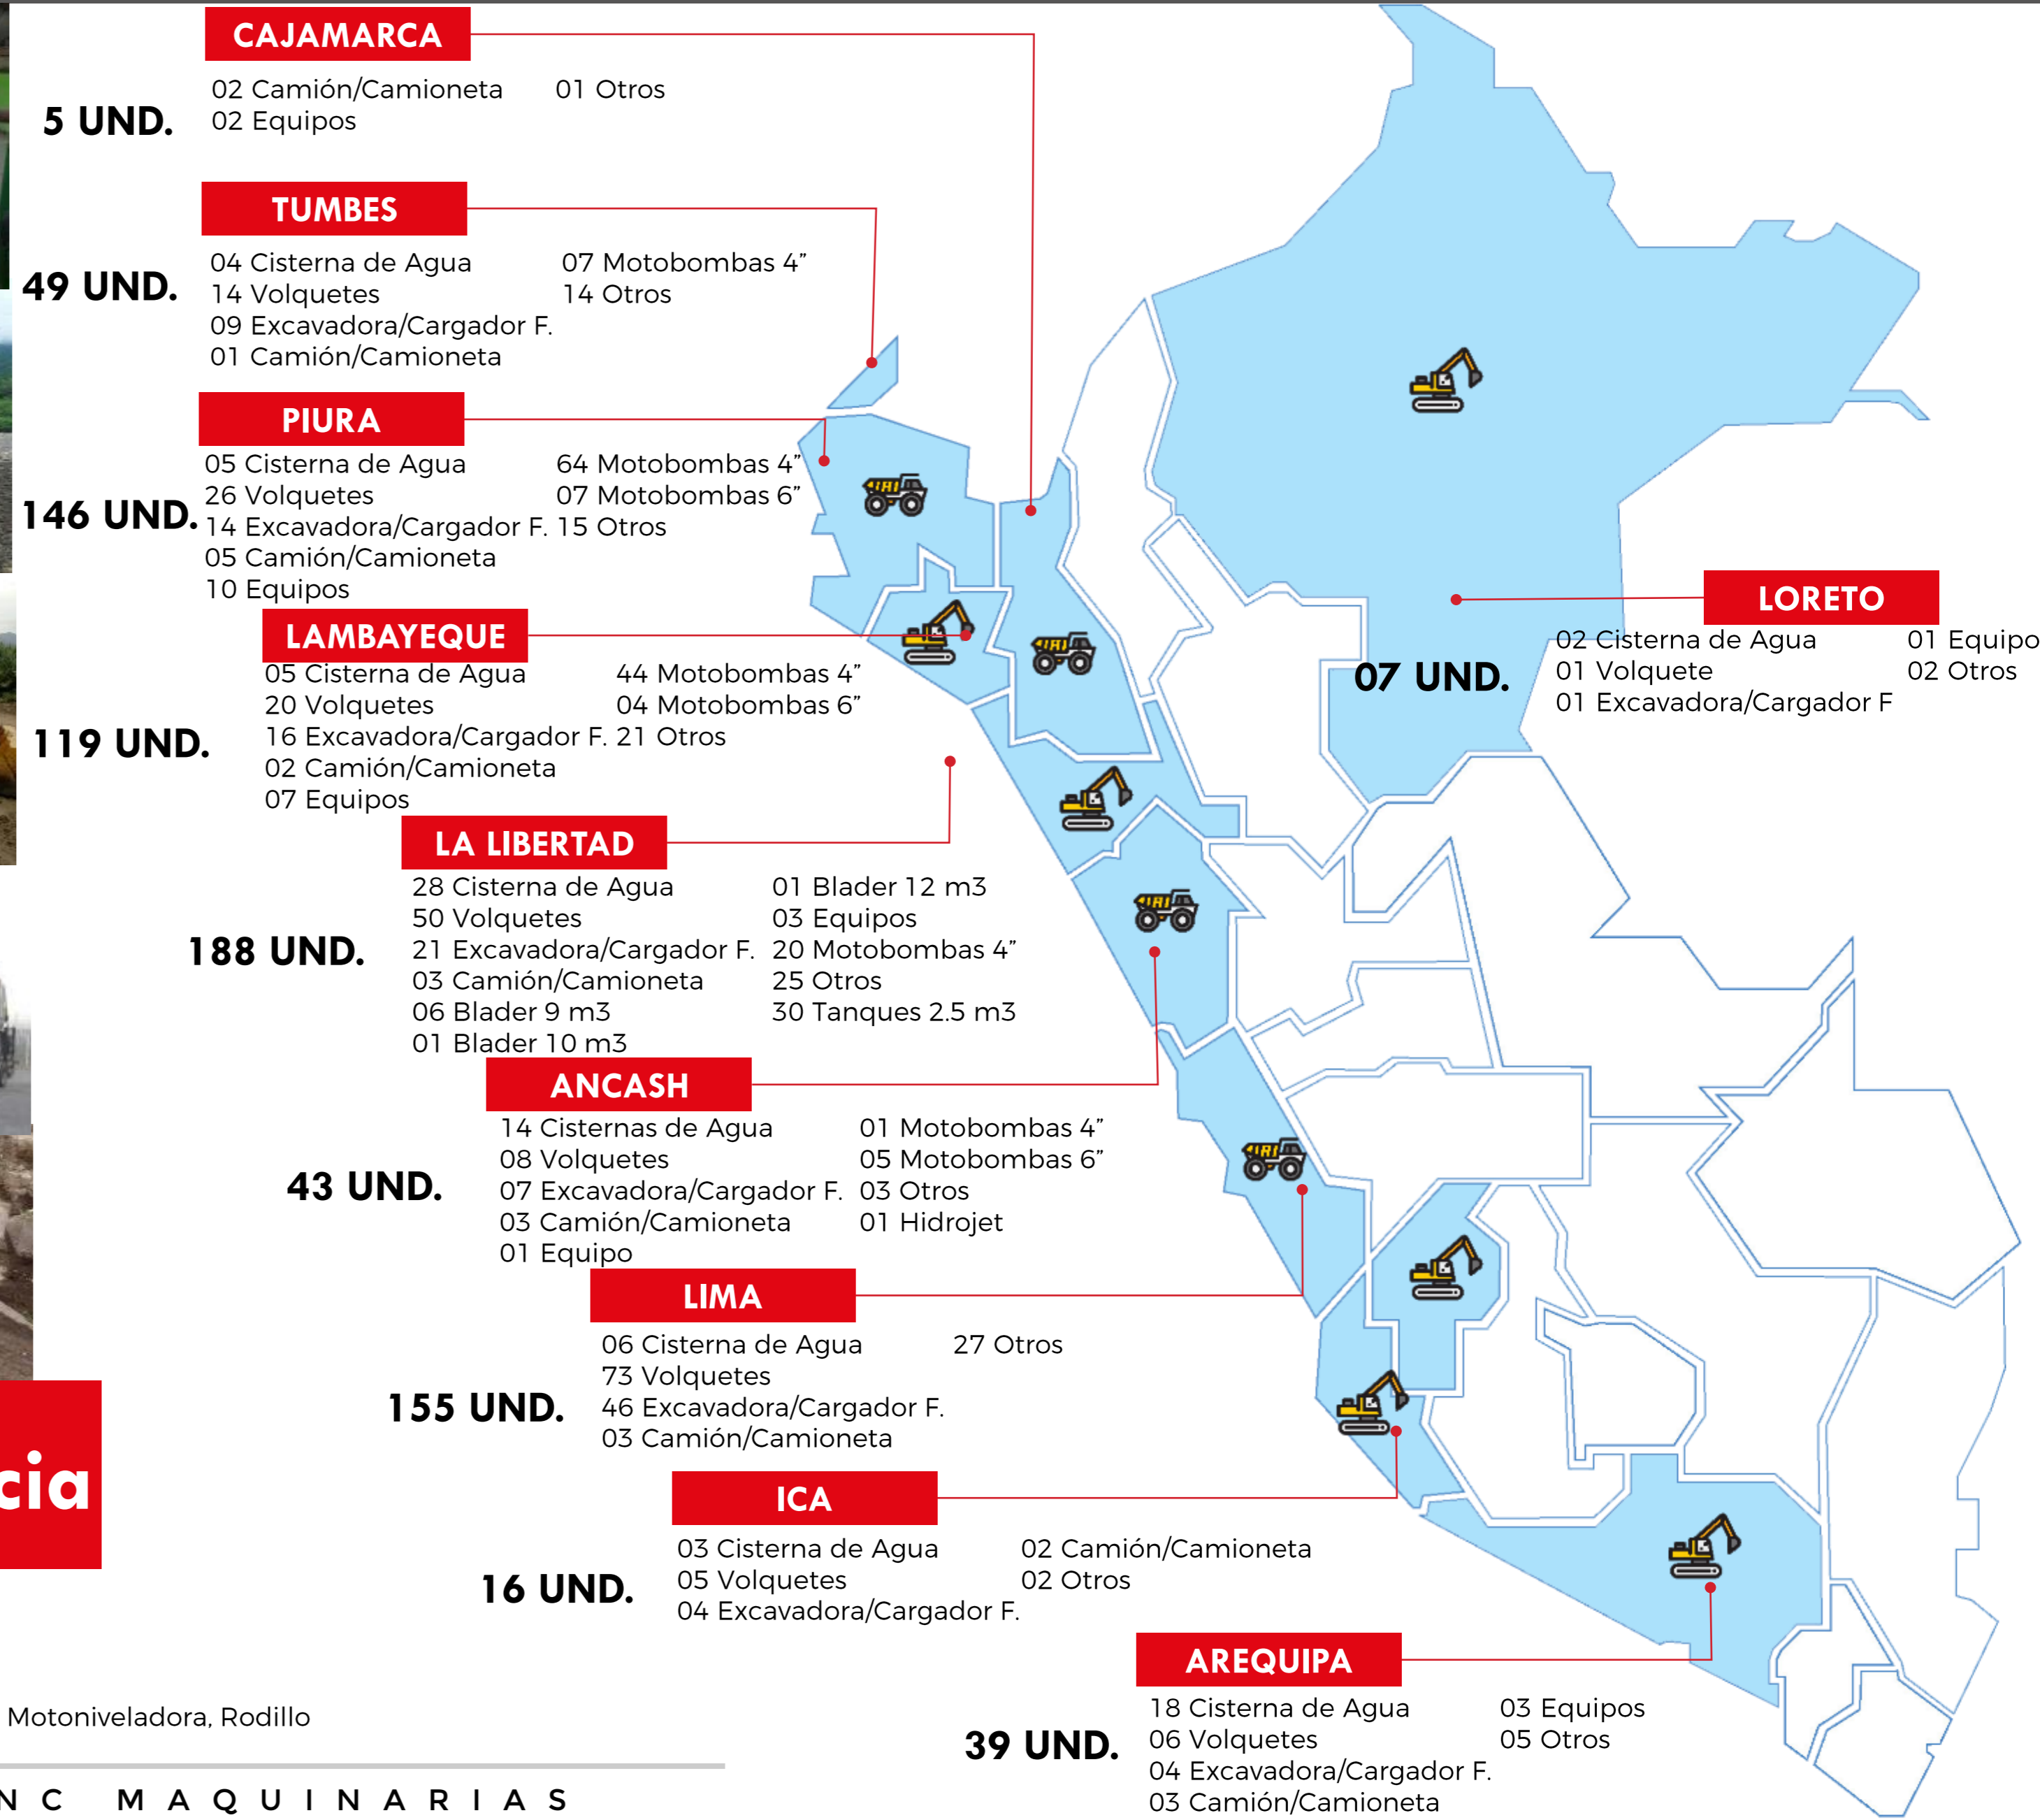 CAJAMARCA
5 UND.
02 Camión/Camioneta
02 Equipos
01 Otros
TUMBES
49 UND.
04 Cisterna de Agua
14 Volquetes
09 Excavadora/Cargador F.
01 Camión/Camioneta
07 Motobombas 4”
14 Otros
PIURA
146 UND.
05 Cisterna de Agua
26 Volquetes
14 Excavadora/Cargador F.
05 Camión/Camioneta
10 Equipos
64 Motobombas 4”
07 Motobombas 6”
15 Otros
LAMBAYEQUE
119 UND.
05 Cisterna de Agua
20 Volquetes
16 Excavadora/Cargador F.
02 Camión/Camioneta
07 Equipos
44 Motobombas 4”
04 Motobombas 6”
21 Otros
LORETO
07 UND.
02 Cisterna de Agua
01 Volquete
01 Excavadora/Cargador F
01 Equipo
02 Otros
LA LIBERTAD
188 UND.
28 Cisterna de Agua
50 Volquetes
21 Excavadora/Cargador F.
03 Camión/Camioneta
06 Blader 9 m3
01 Blader 10 m3
01 Blader 12 m3
03 Equipos
20 Motobombas 4”
25 Otros
30 Tanques 2.5 m3
ANCASH
43 UND.
14 Cisternas de Agua
08 Volquetes
07 Excavadora/Cargador F.
03 Camión/Camioneta
01 Equipo
01 Motobombas 4”
05 Motobombas 6”
03 Otros
01 Hidrojet
LIMA
155 UND.
06 Cisterna de Agua
73 Volquetes
46 Excavadora/Cargador F.
03 Camión/Camioneta
27 Otros
cia
ICA
16 UND.
03 Cisterna de Agua
05 Volquetes
04 Excavadora/Cargador F.
02 Camión/Camioneta
02 Otros
AREQUIPA
39 UND.
18 Cisterna de Agua
06 Volquetes
04 Excavadora/Cargador F.
03 Camión/Camioneta
03 Equipos
05 Otros
Motoniveladora, Rodillo
NC MAQUINARIAS